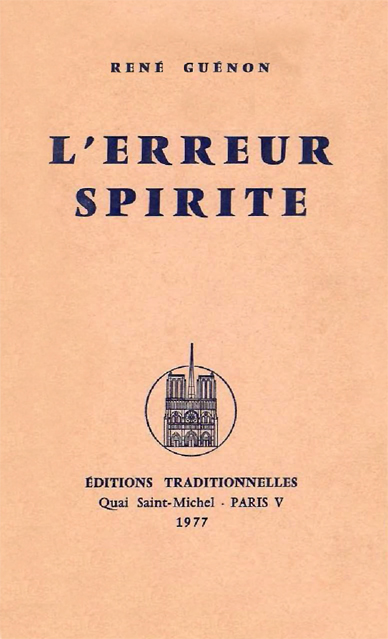 RENÉ GUÉNON
L'ERREUR
SPIRITE
ÉDITIONS TRADITIONNELLES
Quai Saint-Michel - PARIS V
1977